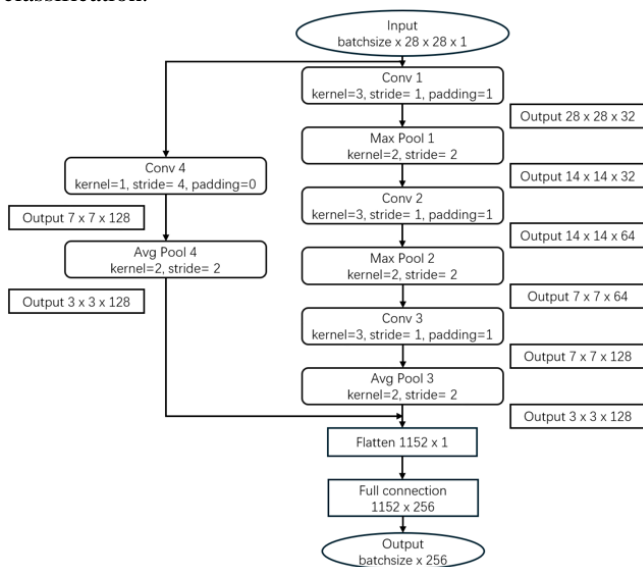 classification.
Input
batchsize x 28 x 28 x 1
Conv 1
kernel=3, stride= 1, padding=1
Output 28 x 28 x 32
Max Pool 1
kernel=2, stride= 2
Output 14 x 14 x 32
Conv 4
kernel=1, stride= 4, padding=0
Conv 2
kernel=3, stride= 1, padding=1
Output 7 x 7 x 128
Output 14 x 14 x 64
Avg Pool 4
kernel=2, stride= 2
Max Pool 2
kernel=2, stride= 2
Output 3 x 3 x 128
Output 7 x 7 x 64
Conv 3
kernel=3, stride= 1, padding=1
Output 7 x 7 x 128
Avg Pool 3
kernel=2, stride= 2
Output 3 x 3 x 128
Flatten 1152 x 1
Full connection
1152 x 256
Output
batchsize x 256